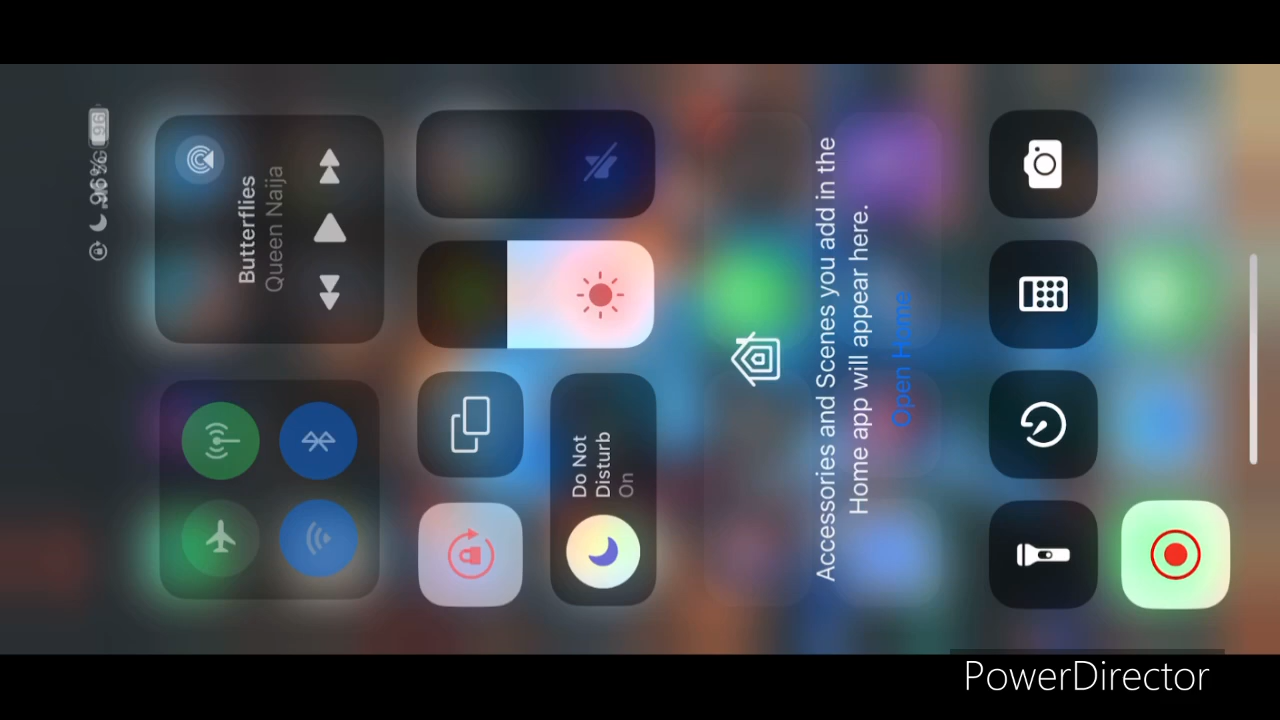 96%
Butterflies
Queen Naija
Do Not
Disturb
On
Accessories and Scenes you add in the
Home app will appear here.
Open Home
PowerDirector